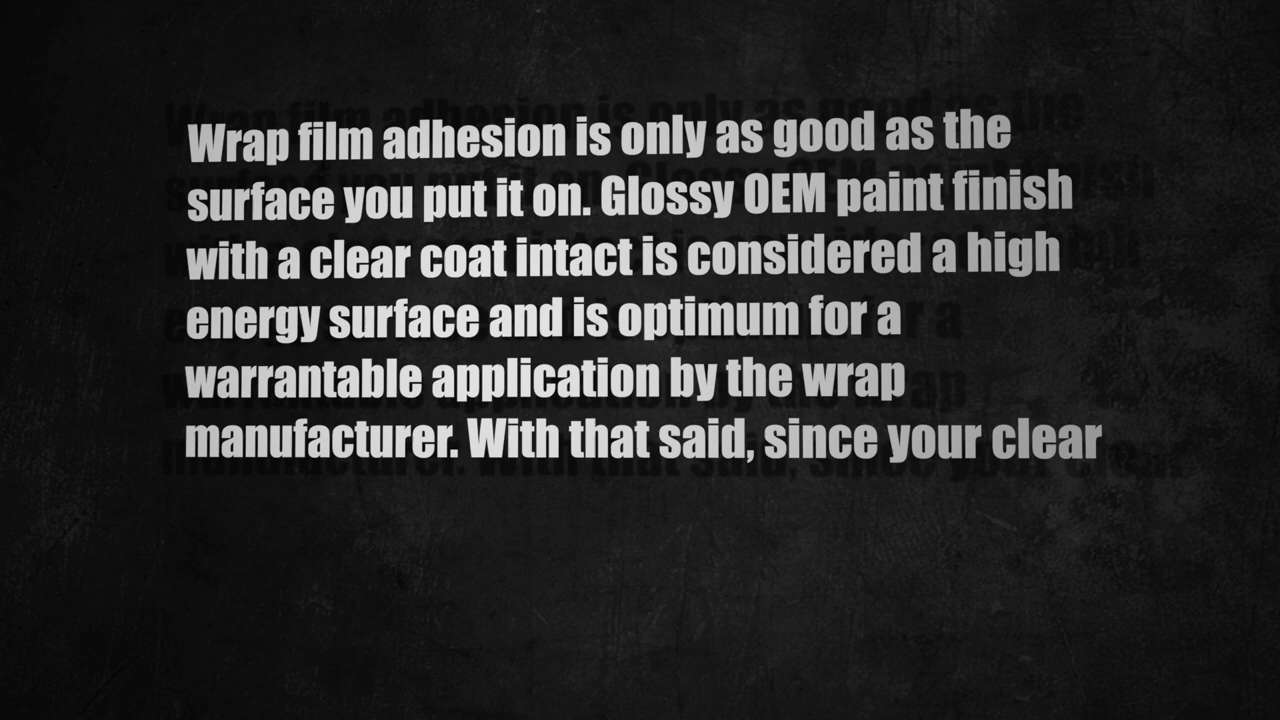 Wrap film adhesion is only as good as the
surface you put it on. Glossy OEM paint finish
with a clear coat intact is considered a high
energy surface and is optimum for a
warrantable application by the wrap
manufacturer. With that said, since your clear